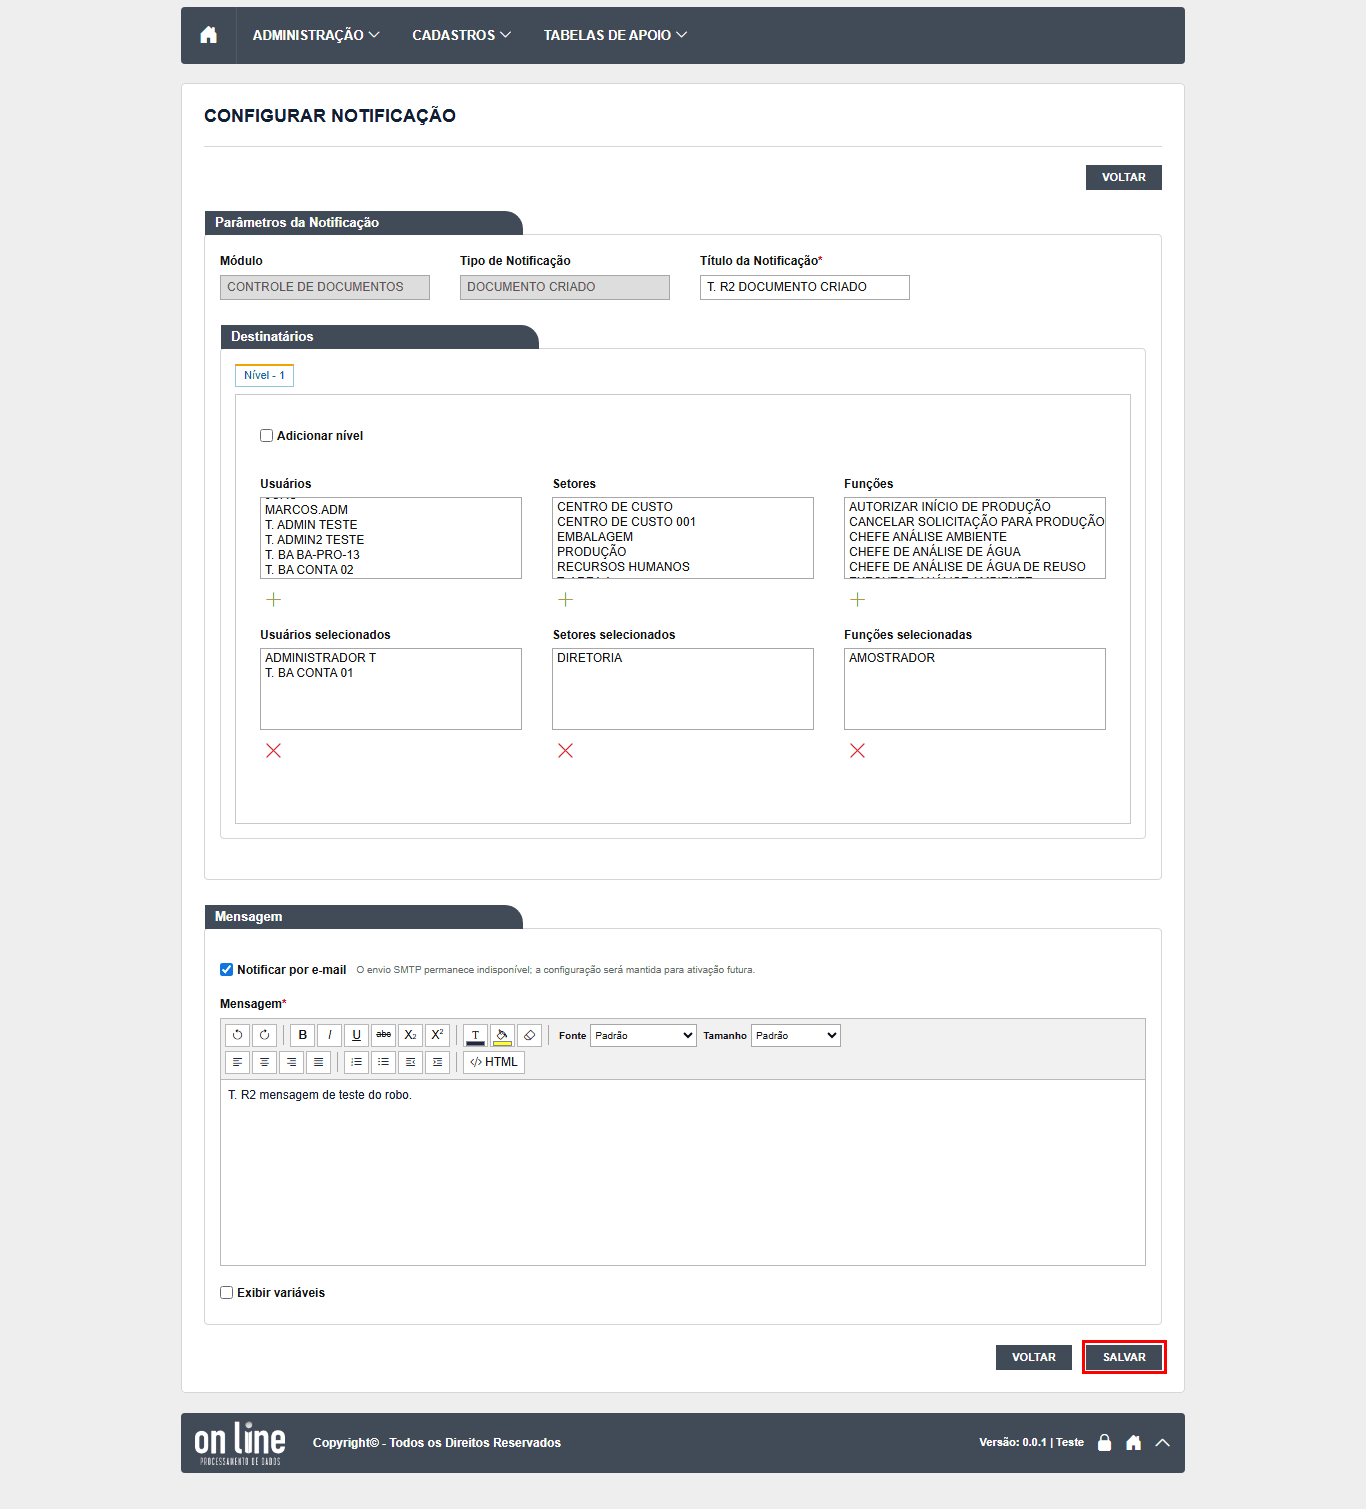 ADMINISTRAÇÃO CADASTROS TABELAS DE APOIO
CONFIGURAR NOTIFICAÇÃO
VOLTAR
Parâmetros da Notificação
Módulo Tipo de Notificação Título da Notificação*
CONTROLE DE DOCUMENTOS DOCUMENTO CRIADO T. R2 DOCUMENTO CRIADO
Destinatários
Nível - 1
Adicionar nível
Usuários Setores Funções
MARCOS.ADM
T. ADMIN TESTE
T. ADMIN2 TESTE
T. BA BA-PRO-13
T. BA CONTA 02
CENTRO DE CUSTO
CENTRO DE CUSTO 001
EMBALAGEM
PRODUÇÃO
RECURSOS HUMANOS
AUTORIZAR INÍCIO DE PRODUÇÃO
CANCELAR SOLICITAÇÃO PARA PRODUÇÃO
CHEFE ANÁLISE AMBIENTE
CHEFE DE ANÁLISE DE ÁGUA
CHEFE DE ANÁLISE DE ÁGUA DE REUSO
Usuários selecionados Setores selecionados Funções selecionadas
ADMINISTRADOR T
T. BA CONTA 01
DIRETORIA
AMOSTRADOR
Mensagem
Notificar por e-mail O envio SMTP permanece indisponível; a configuração será mantida para ativação futura.
Mensagem*
B I U abc X₂ X² T Fonte Padrão Tamanho Padrão
</> HTML
T. R2 mensagem de teste do robo.
Exibir variáveis
VOLTAR SALVAR
on line
PROCESSAMENTO DE DADOS
Copyright© - Todos os Direitos Reservados
Versão: 0.0.1 | Teste